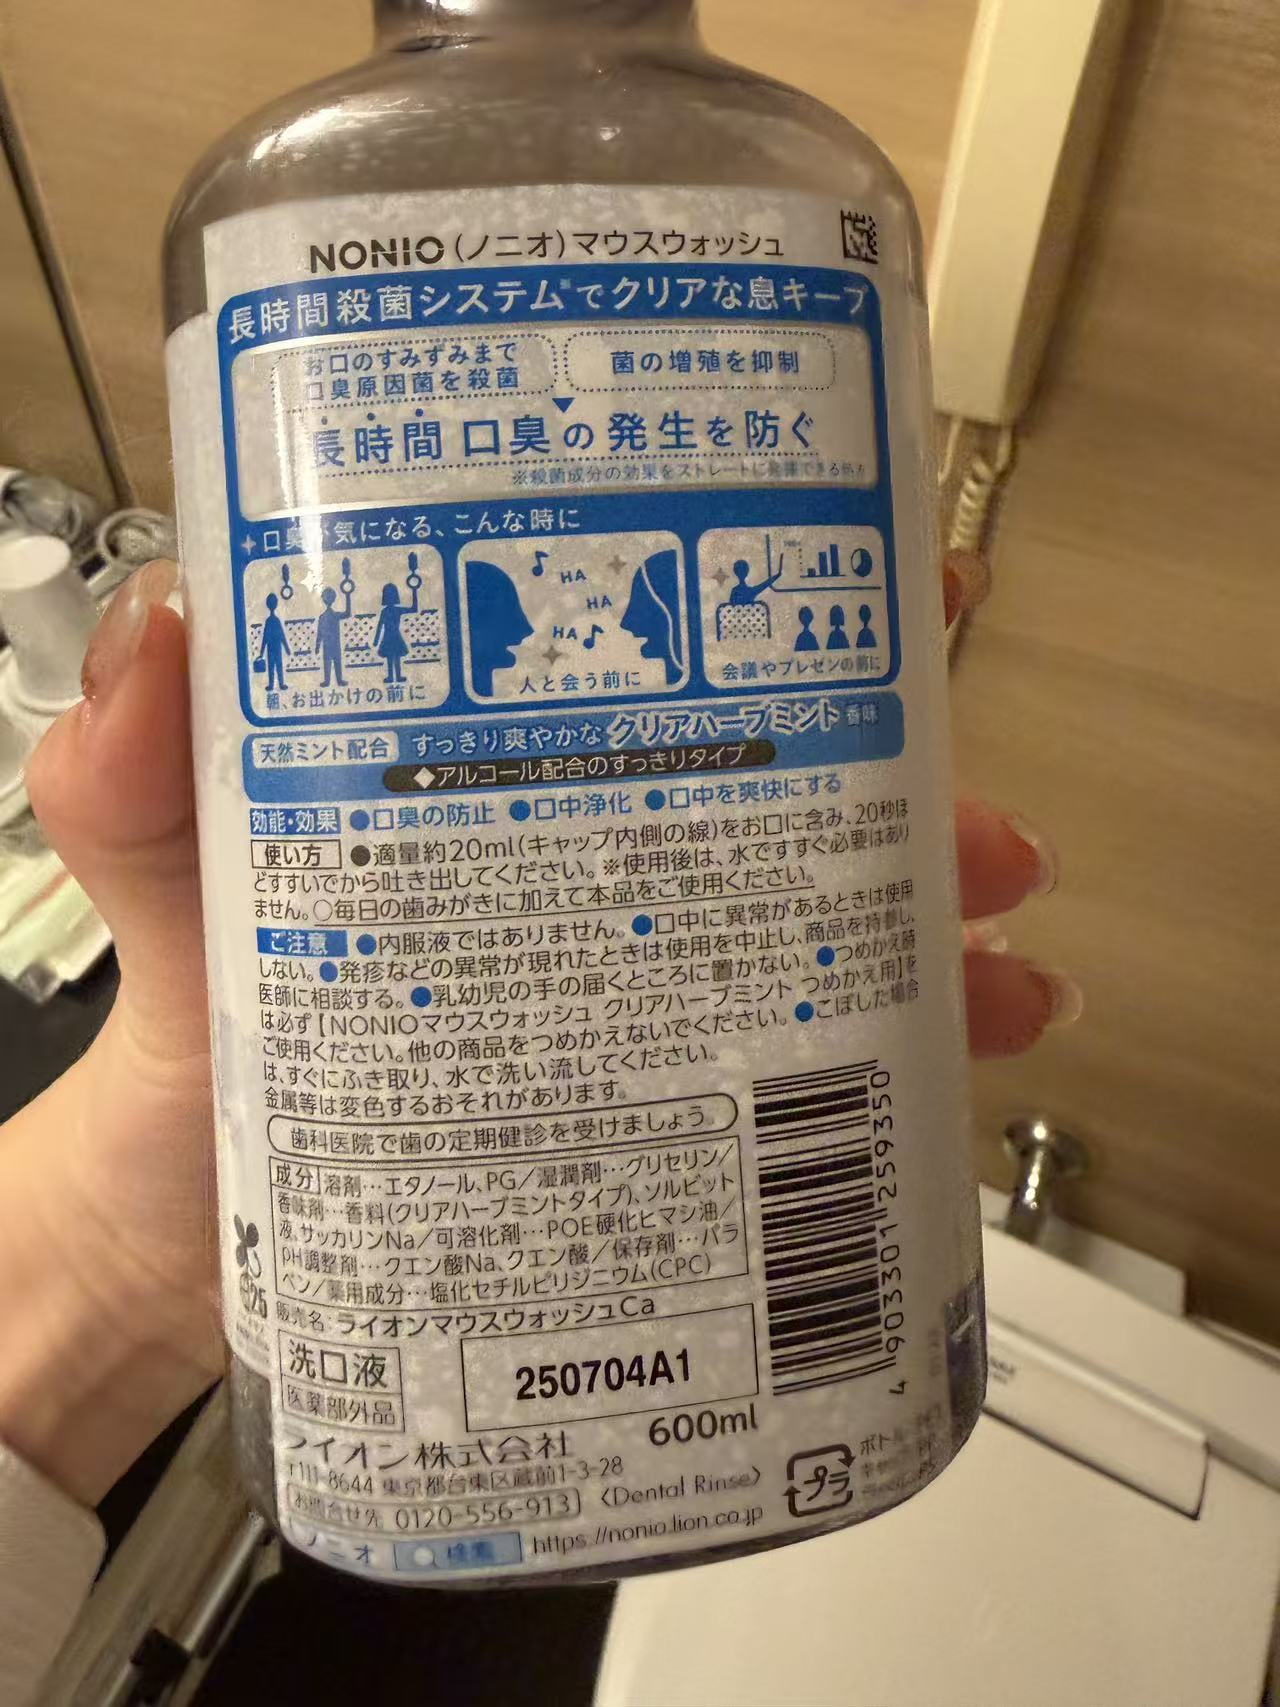 NONIO(ノニオ)マウスウォッシュ
長時間殺菌システム※でクリアな息キープ
お口のすみずみまで
口臭原因菌を殺菌
菌の増殖を抑制
長時間 口臭の発生を防ぐ
※殺菌成分の効果をストレートに発揮できる処方
口臭が気になる、こんな時に
HA
HA
HA
朝、お出かけの前に
人と会う前に
会議やプレゼンの前に
天然ミント配合 すっきり爽やかな クリアハーブミント 香味
◆アルコール配合のすっきりタイプ
効能・効果 ●口臭の防止 ●口中浄化 ●口中を爽快にする
使い方 ●適量約20ml(キャップ内側の線)をお口に含み、20秒ほ
どすすいでから吐き出してください。※使用後は、水ですすぐ必要はあり
ません。○毎日の歯みがきに加えて本品をご使用ください。
ご注意 ●内服液ではありません。●口中に異常があるときは使用
しない。●発疹などの異常が現れたときは使用を中止し、商品を持参し、
医師に相談する。●乳幼児の手の届くところに置かない。●つめかえ時
は必ず【NONIOマウスウォッシュ クリアハーブミント つめかえ用】を
ご使用ください。他の商品をつめかえないでください。●こぼした場合
は、すぐにふき取り、水で洗い流してください。
金属等は変色するおそれがあります。
歯科医院で歯の定期健診を受けましょう。
成分 溶剤…エタノール、PG/湿潤剤…グリセリン/
香味剤…香料(クリアハーブミントタイプ)、ソルビット
液、サッカリンNa/可溶化剤…POE硬化ヒマシ油/
pH調整剤…クエン酸Na、クエン酸/保存剤…パラ
ベン/薬用成分…塩化セチルピリジニウム(CPC)
販売名:ライオンマウスウォッシュCa
洗口液
医薬部外品
250704A1
600ml
4 903301 259350
25
ライオン株式会社
〒111-8644 東京都台東区蔵前1-3-28
お問合せ先 0120-556-913 〈Dental Rinse〉
ノニオ 検索 https://nonio.lion.co.jp
プラ